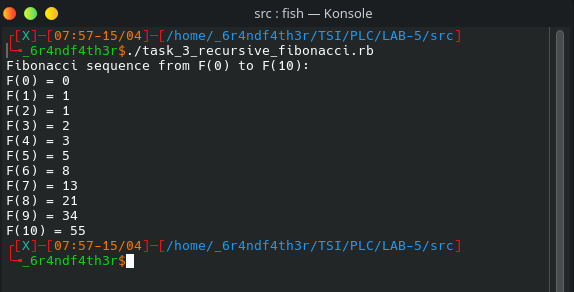 src : fish — Konsole
┌[X]─[07:57-15/04]─[/home/_6r4ndf4th3r/TSI/PLC/LAB-5/src]
└╼_6r4ndf4th3r$./task_3_recursive_fibonacci.rb
Fibonacci sequence from F(0) to F(10):
F(0) = 0
F(1) = 1
F(2) = 1
F(3) = 2
F(4) = 3
F(5) = 5
F(6) = 8
F(7) = 13
F(8) = 21
F(9) = 34
F(10) = 55
┌[X]─[07:57-15/04]─[/home/_6r4ndf4th3r/TSI/PLC/LAB-5/src]
└╼_6r4ndf4th3r$